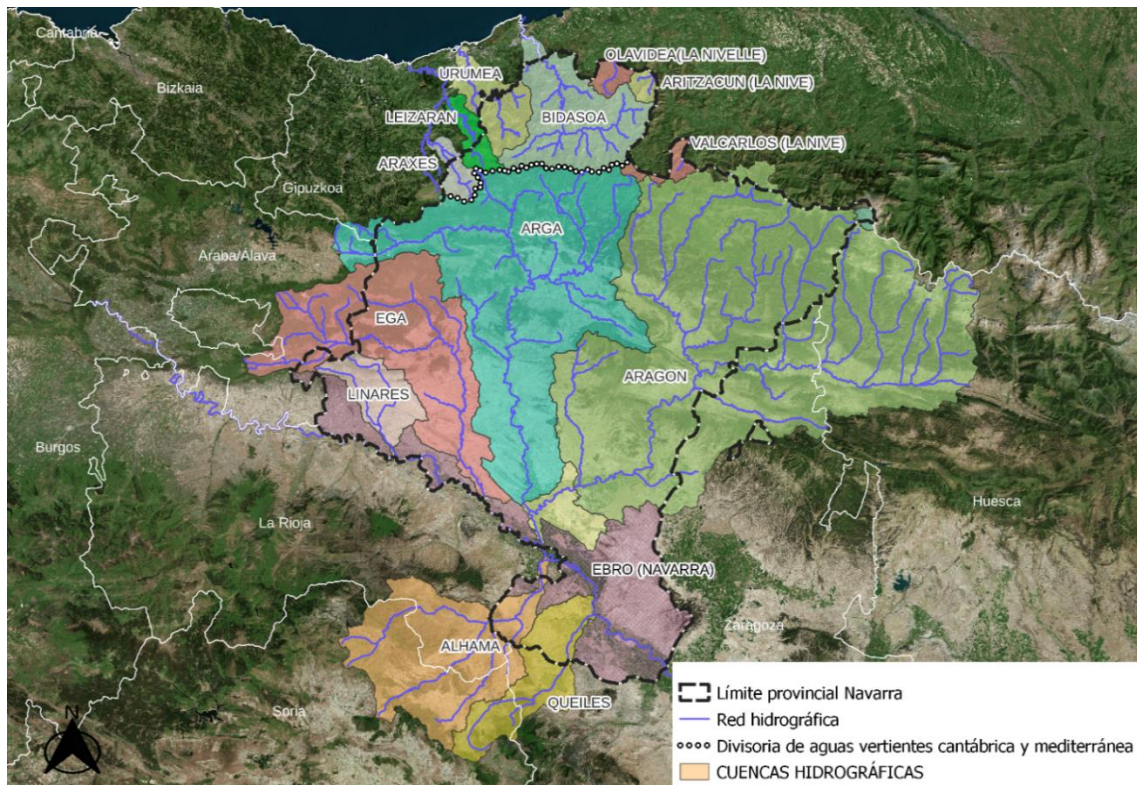 Cantabria
Bizkaia
OLAVIDEA(LA NIVELLE)
URUMEA
ARITZACUN (LA NIVE)
LEIZARAN
BIDASOA
VALCARLOS (LA NIVE)
ARAXES
Gipuzkoa
ARGA
Araba/Álava
EGA
ARAGON
LINARES
Burgos
Huesca
La Rioja
EBRO (NAVARRA)
Zaragoza
ALHAMA
QUEILES
Soria
N
Límite provincial Navarra
Red hidrográfica
Divisoria de aguas vertientes cantábrica y mediterránea
CUENCAS HIDROGRÁFICAS